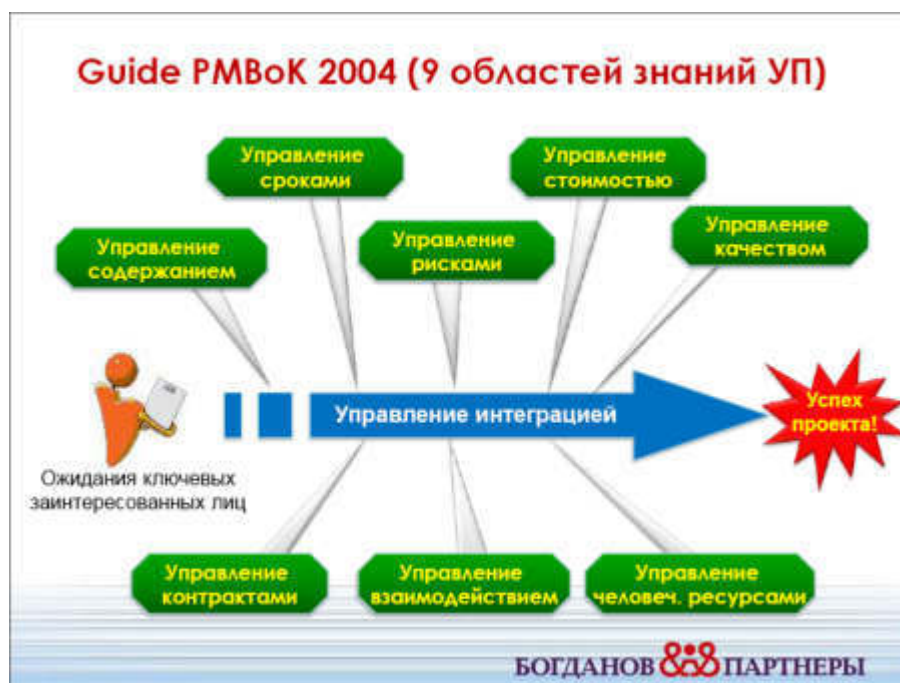 Guide PMBoK 2004 (9 областей знаний УП)
Управление
сроками
Управление
стоимостью
Управление
содержанием
Управление
рисками
Управление
качеством
Управление интеграцией
Успех
проекта!
Ожидания ключевых
заинтересованных лиц
Управление
контрактами
Управление
взаимодействием
Управление
человеч. ресурсами
БОГДАНОВ ПАРТНЕРЫ